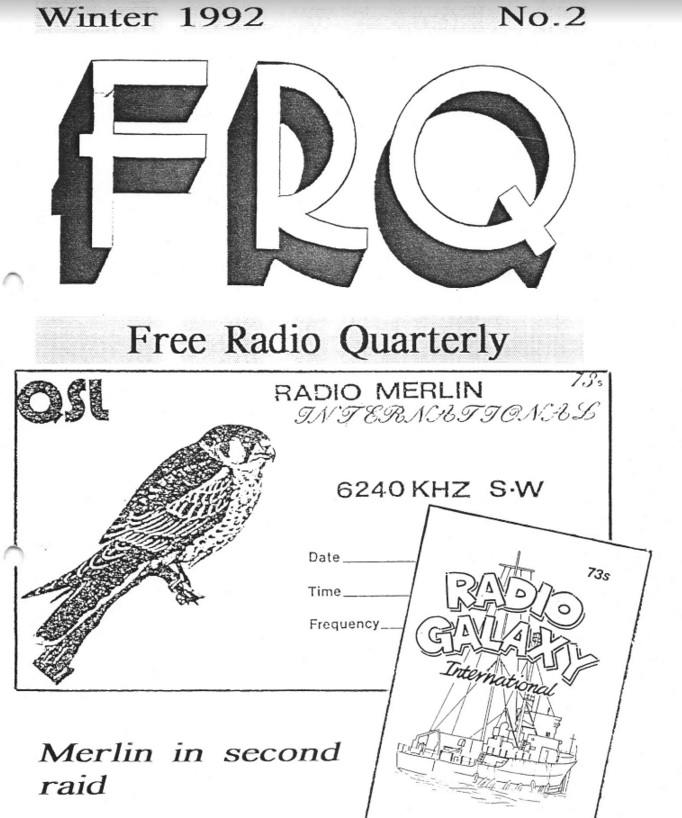 Winter 1992 No.2
FRQ
Free Radio Quarterly
QSL
RADIO MERLIN
INTERNATIONAL
73s
6240 KHZ S.W
Date
Time
Frequency
73s
RADIO
GALAXY
International
Merlin in second
raid